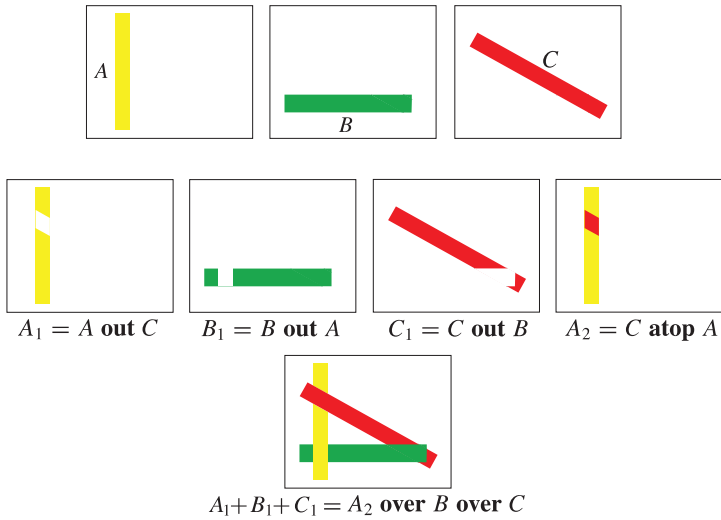 A
B
C
A₁ = A out C
B₁ = B out A
C₁ = C out B
A₂ = C atop A
A₁+B₁+C₁ = A₂ over B over C